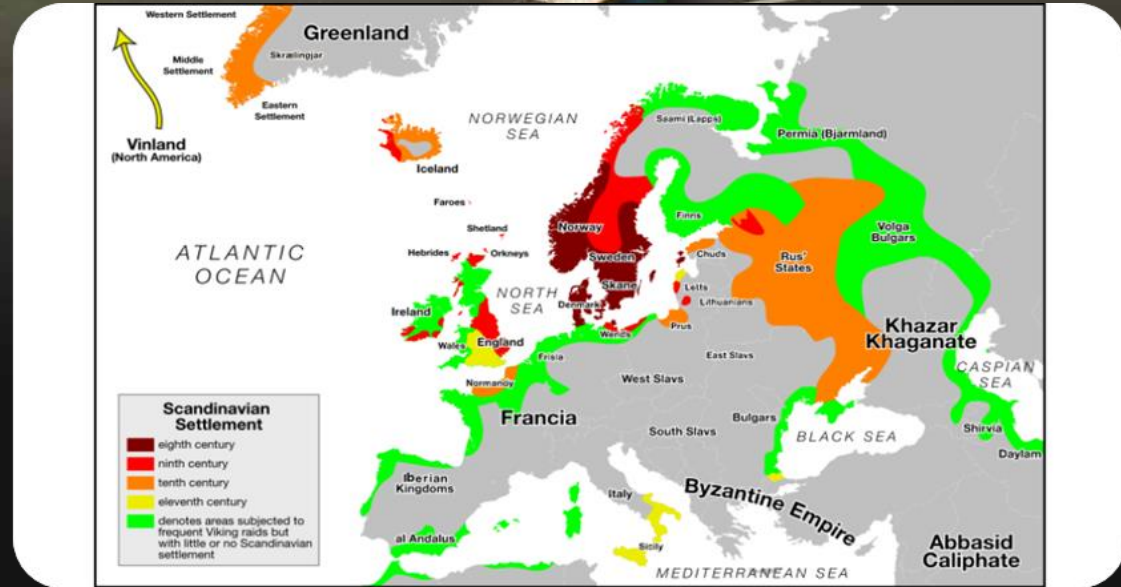 Western Settlement
Greenland
Skrælingjar
Middle
Settlement
Eastern
Settlement
Vinland
(North America)
NORWEGIAN
SEA
Iceland
Saami (Lapps)
Permia (Bjarmland)
Faroes
Shetland
Hebrides
Orkneys
Norway
Sweden
Skane
Denmark
Finns
Chuds
Letts
Lithuanians
Prus
Rus'
States
Volga
Bulgars
ATLANTIC
OCEAN
NORTH
SEA
Ireland
Wales
England
Frisia
Wends
Normandy
East Slavs
West Slavs
South Slavs
Khazar
Khaganate
CASPIAN
SEA
Francia
Bulgars
BLACK SEA
Shirvia
Daylam
Iberian
Kingdoms
Italy
Byzantine Empire
al Andalus
Sicily
Abbasid
Caliphate
MEDITERRANEAN SEA
Scandinavian
Settlement
eighth century
ninth century
tenth century
eleventh century
denotes areas subjected to
frequent Viking raids but
with little or no Scandinavian
settlement